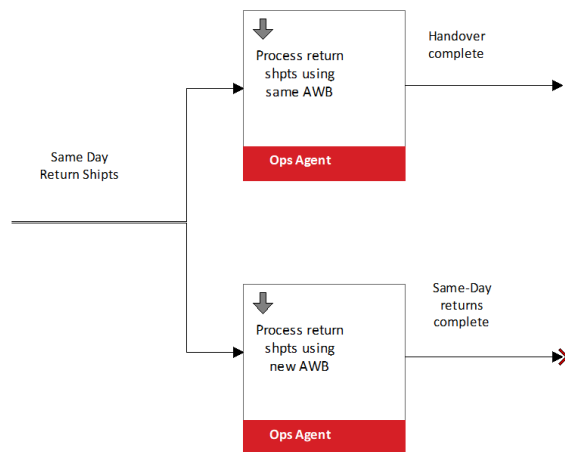 Process return
shpts using
same AWB
Ops Agent
Handover
complete
Same Day
Return Shipts
Process return
shpts using
new AWB
Ops Agent
Same-Day
returns
complete